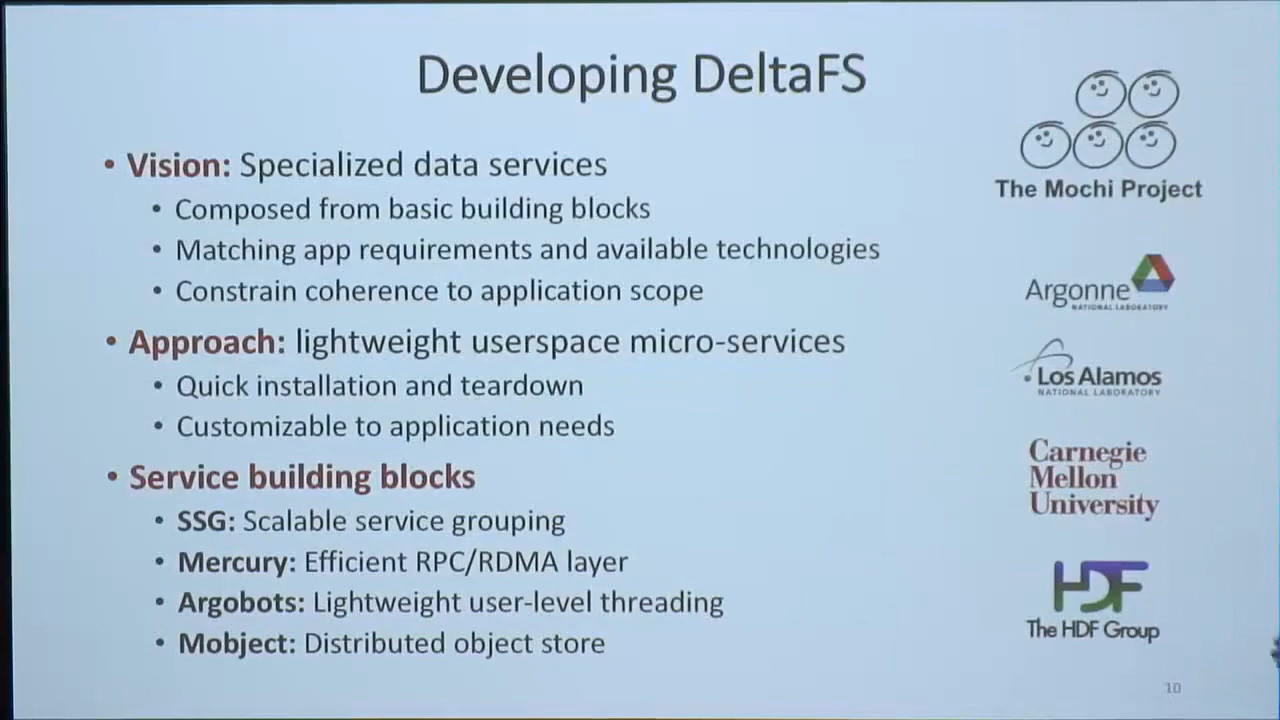 Developing DeltaFS
• Vision: Specialized data services
• Composed from basic building blocks
• Matching app requirements and available technologies
• Constrain coherence to application scope
• Approach: lightweight userspace micro-services
• Quick installation and teardown
• Customizable to application needs
• Service building blocks
• SSG: Scalable service grouping
• Mercury: Efficient RPC/RDMA layer
• Argobots: Lightweight user-level threading
• Mobject: Distributed object store
The Mochi Project
Argonne
NATIONAL LABORATORY
Los Alamos
NATIONAL LABORATORY
Carnegie
Mellon
University
HDF
The HDF Group
10